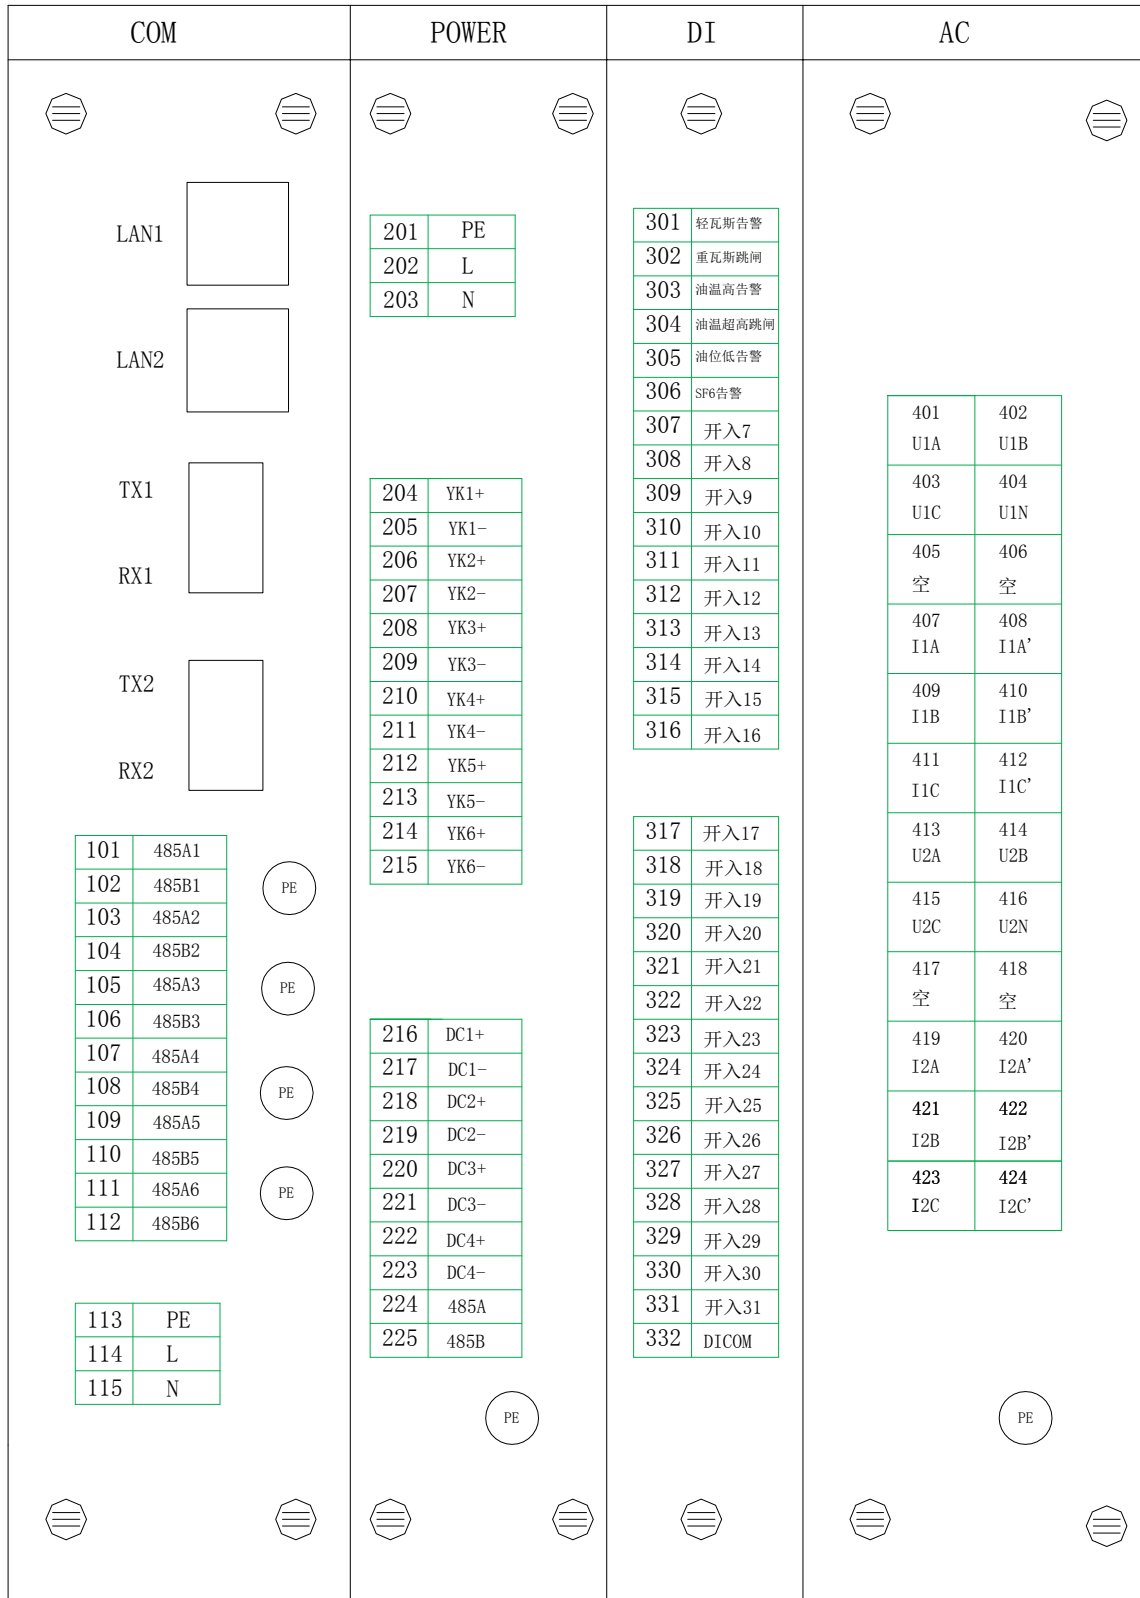 COM
POWER
DI
AC
LAN1
LAN2
TX1
RX1
TX2
RX2
101 485A1
102 485B1
103 485A2
104 485B2
105 485A3
106 485B3
107 485A4
108 485B4
109 485A5
110 485B5
111 485A6
112 485B6
PE
PE
PE
PE
113 PE
114 L
115 N
201 PE
202 L
203 N
204 YK1+
205 YK1-
206 YK2+
207 YK2-
208 YK3+
209 YK3-
210 YK4+
211 YK4-
212 YK5+
213 YK5-
214 YK6+
215 YK6-
216 DC1+
217 DC1-
218 DC2+
219 DC2-
220 DC3+
221 DC3-
222 DC4+
223 DC4-
224 485A
225 485B
PE
301 轻瓦斯告警
302 重瓦斯跳闸
303 油温高告警
304 油温超高跳闸
305 油位低告警
306 SF6告警
307 开入7
308 开入8
309 开入9
310 开入10
311 开入11
312 开入12
313 开入13
314 开入14
315 开入15
316 开入16
317 开入17
318 开入18
319 开入19
320 开入20
321 开入21
322 开入22
323 开入23
324 开入24
325 开入25
326 开入26
327 开入27
328 开入28
329 开入29
330 开入30
331 开入31
332 DICOM
401 402
U1A U1B
403 404
U1C U1N
405 406
空 空
407 408
I1A I1A'
409 410
I1B I1B'
411 412
I1C I1C'
413 414
U2A U2B
415 416
U2C U2N
417 418
空 空
419 420
I2A I2A'
421 422
I2B I2B'
423 424
I2C I2C'
PE